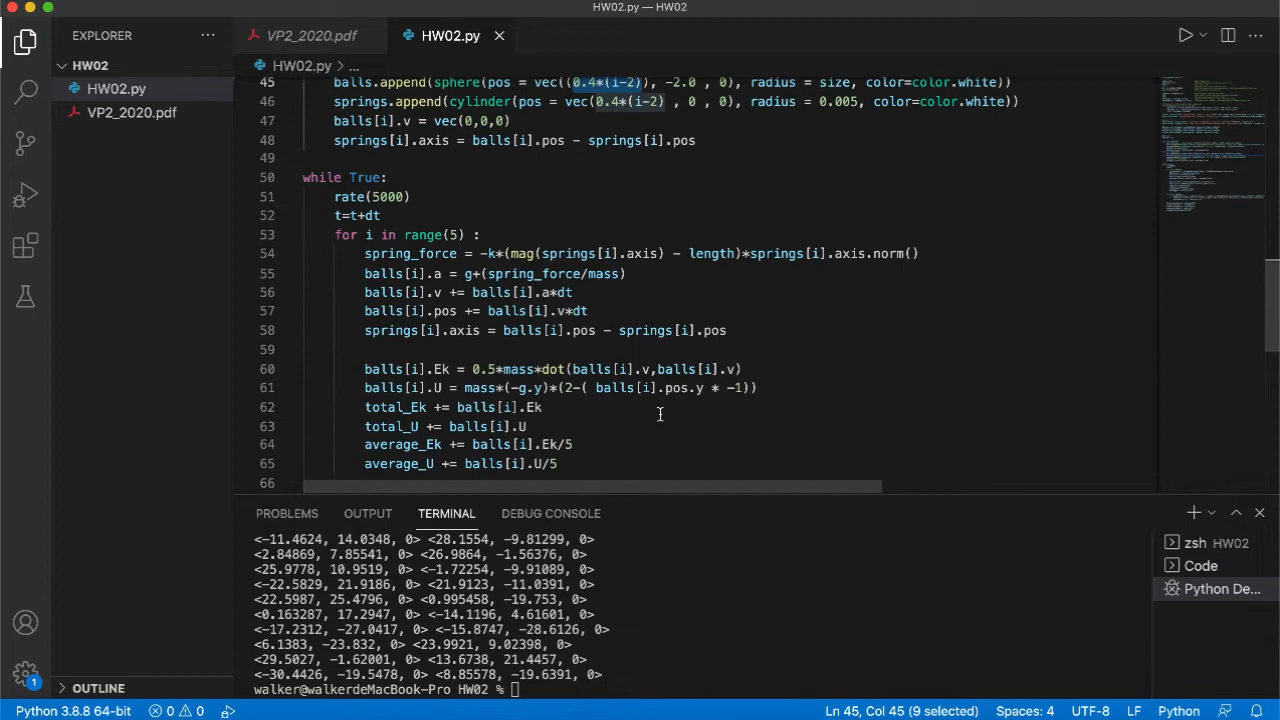 HW02.py — HW02
EXPLORER
VP2_2020.pdf
HW02.py
HW02
HW02.py > ...
HW02.py
VP2_2020.pdf
45 balls.append(sphere(pos = vec((0.4*(i-2)), -2.0 , 0), radius = size, color=color.white))
46 springs.append(cylinder(pos = vec(0.4*(i-2) , 0 , 0), radius = 0.005, color=color.white))
47 balls[i].v = vec(0,0,0)
48 springs[i].axis = balls[i].pos - springs[i].pos
49
50 while True:
51 rate(5000)
52 t=t+dt
53 for i in range(5) :
54 spring_force = -k*(mag(springs[i].axis) - length)*springs[i].axis.norm()
55 balls[i].a = g+(spring_force/mass)
56 balls[i].v += balls[i].a*dt
57 balls[i].pos += balls[i].v*dt
58 springs[i].axis = balls[i].pos - springs[i].pos
59
60 balls[i].Ek = 0.5*mass*dot(balls[i].v,balls[i].v)
61 balls[i].U = mass*(-g.y)*(2-( balls[i].pos.y * -1))
62 total_Ek += balls[i].Ek
63 total_U += balls[i].U
64 average_Ek += balls[i].Ek/5
65 average_U += balls[i].U/5
66
PROBLEMS OUTPUT TERMINAL DEBUG CONSOLE
<-11.4624, 14.0348, 0> <28.1554, -9.81299, 0>
<2.84869, 7.85541, 0> <26.9864, -1.56376, 0>
<25.9778, 10.9519, 0> <-1.72254, -9.91089, 0>
<-22.5829, 21.9186, 0> <21.9123, -11.0391, 0>
<22.5987, 25.4796, 0> <0.995458, -19.753, 0>
<0.163287, 17.2947, 0> <-14.1196, 4.61601, 0>
<-17.2312, -27.0417, 0> <-15.8747, -28.6126, 0>
<6.1383, -23.832, 0> <23.9921, 9.02398, 0>
<29.5027, -1.62001, 0> <13.6738, 21.4457, 0>
<-30.4426, -19.5478, 0> <8.85578, -19.6391, 0>
walker@walkerdeMacBook-Pro HW02 %
zsh HW02
Code
Python De...
OUTLINE
1
Python 3.8.8 64-bit 0 0 Ln 45, Col 45 (9 selected) Spaces: 4 UTF-8 LF Python